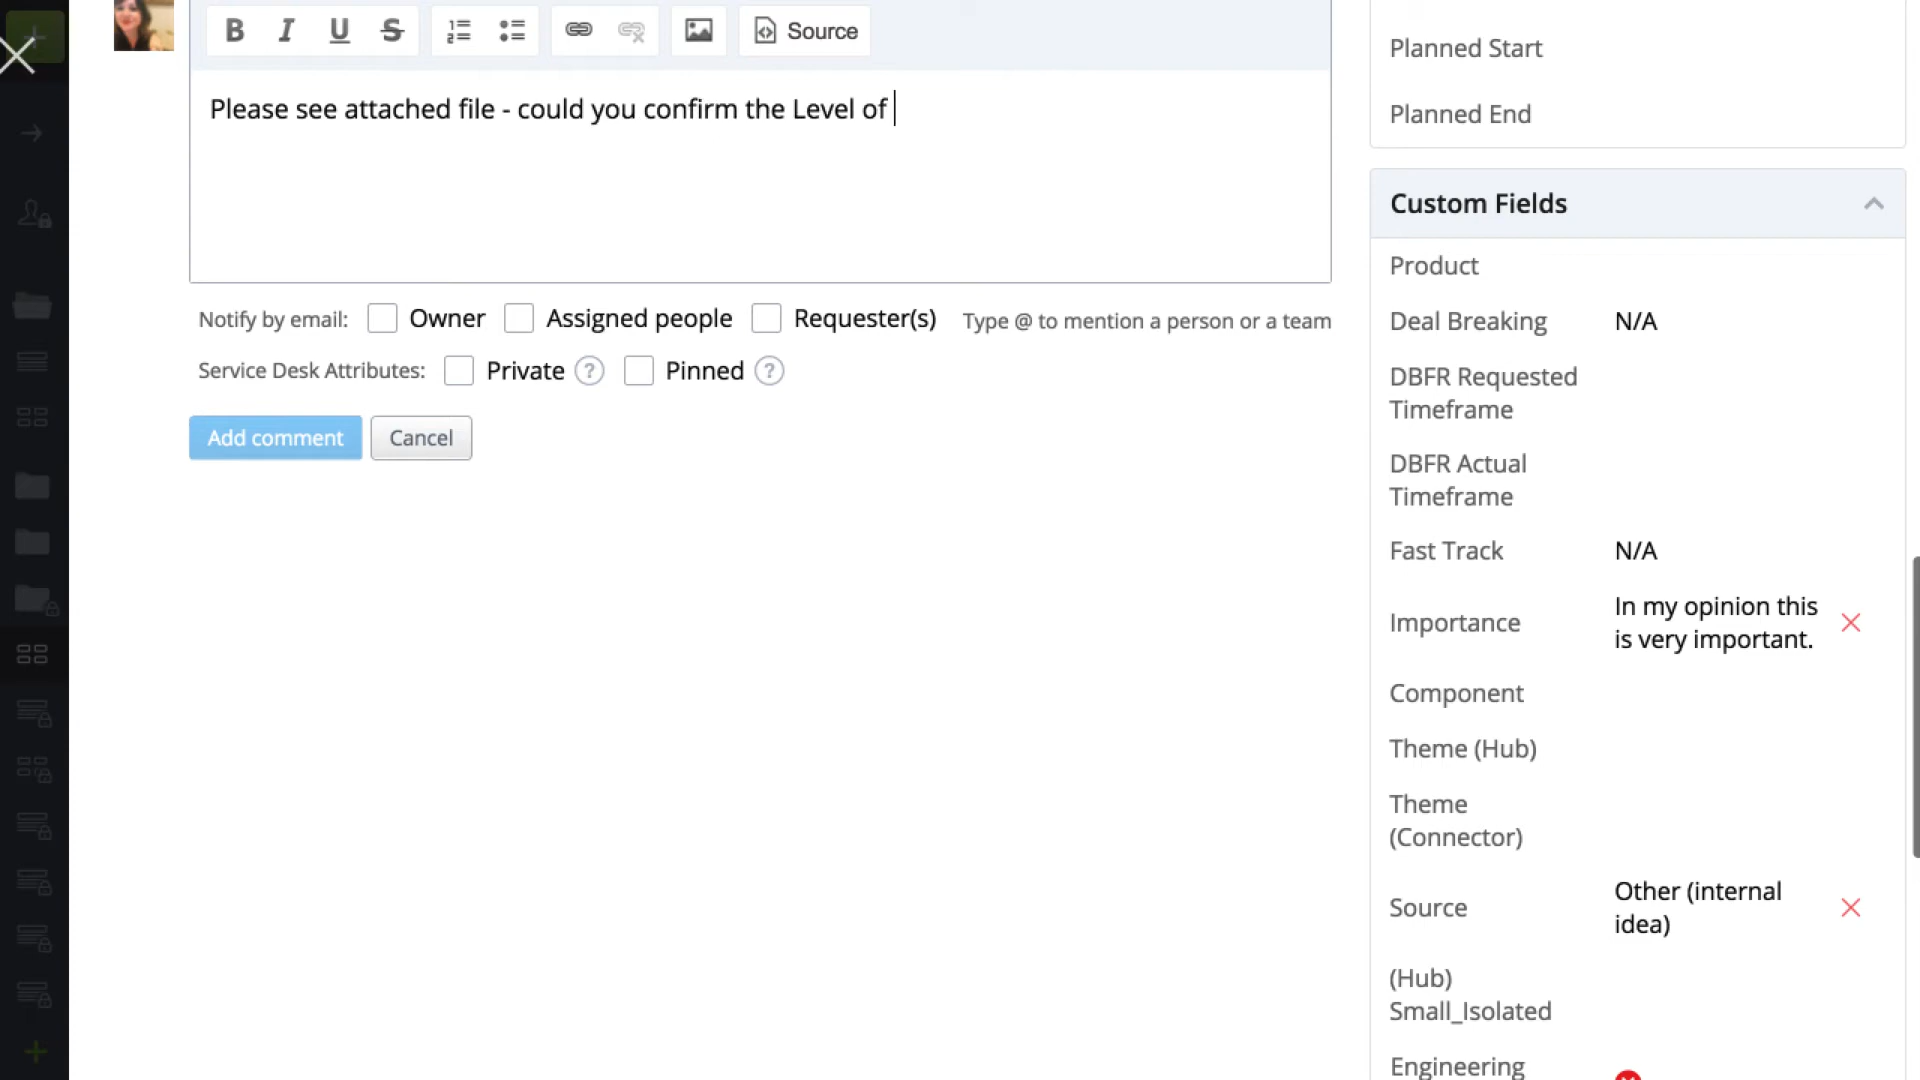 B I U S Source
Please see attached file - could you confirm the Level of
Notify by email: Owner Assigned people Requester(s) Type @ to mention a person or a team
Service Desk Attributes: Private ? Pinned ?
Add comment Cancel
Planned Start
Planned End
Custom Fields
Product
Deal Breaking N/A
DBFR Requested
Timeframe
DBFR Actual
Timeframe
Fast Track N/A
Importance In my opinion this
is very important.
Component
Theme (Hub)
Theme
(Connector)
Source Other (internal
idea)
(Hub)
Small_Isolated
Engineering